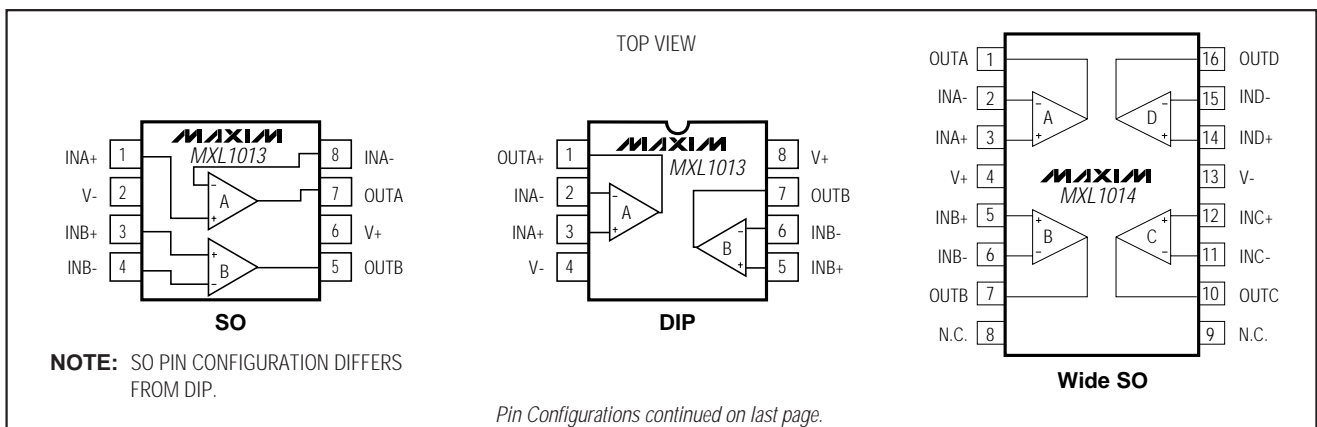 TOP VIEW
INA+ 1
V- 2
INB+ 3
INB- 4
MAXIM
MXL1013
8 INA-
7 OUTA
6 V+
5 OUTB
-
A
+
+
B
-
SO
NOTE: SO PIN CONFIGURATION DIFFERS
FROM DIP.
OUTA+ 1
INA- 2
INA+ 3
V- 4
MAXIM
MXL1013
8 V+
7 OUTB
6 INB-
5 INB+
-
A
+
-
B
+
DIP
OUTA 1
INA- 2
INA+ 3
V+ 4
INB+ 5
INB- 6
OUTB 7
N.C. 8
-
A
+
-
D
+
MAXIM
MXL1014
+
B
-
+
C
-
16 OUTD
15 IND-
14 IND+
13 V-
12 INC+
11 INC-
10 OUTC
9 N.C.
Wide SO
Pin Configurations continued on last page.